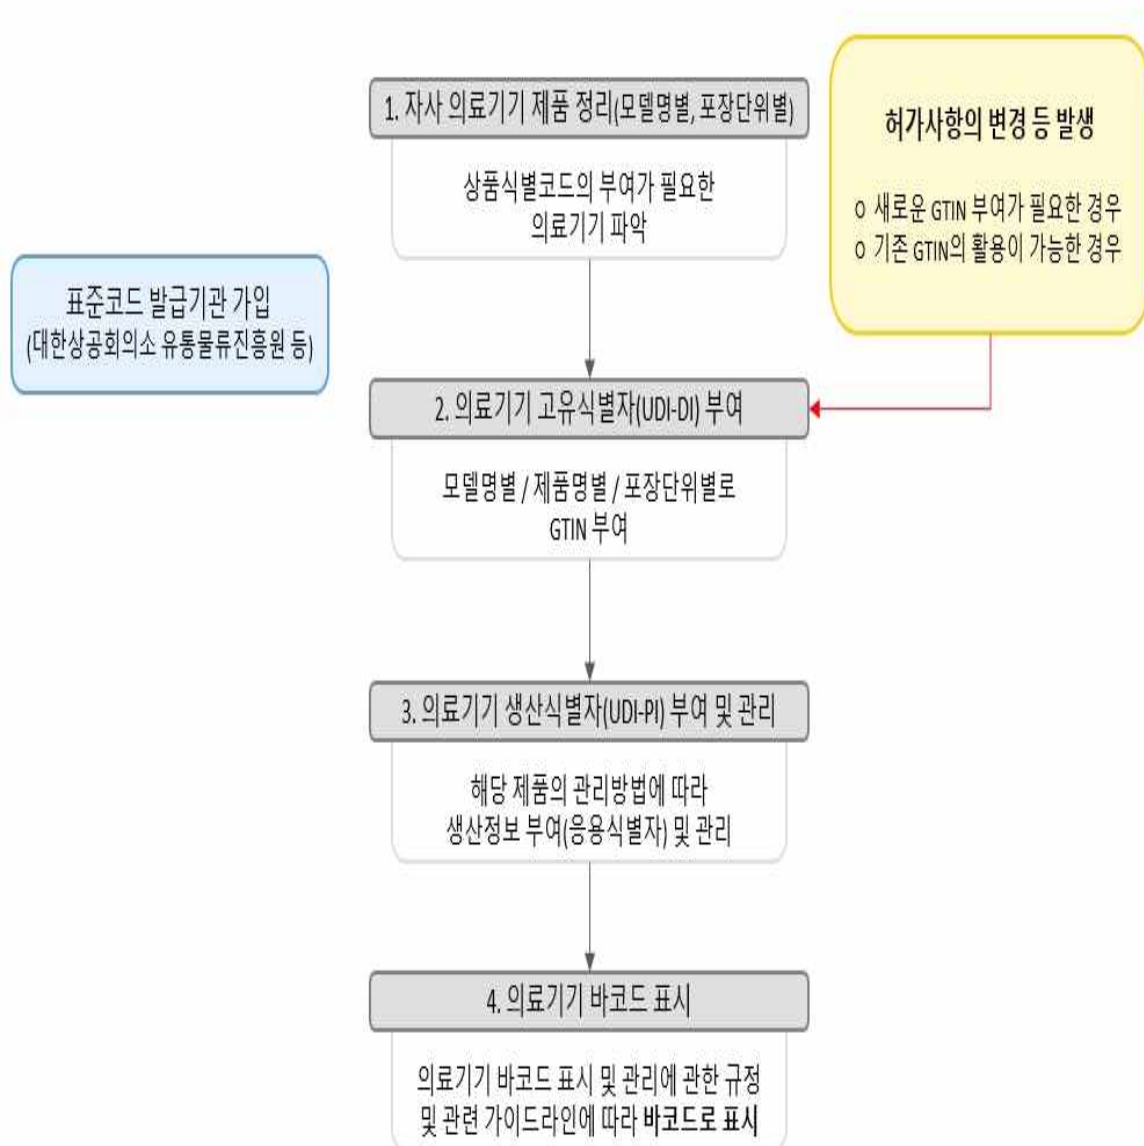 1. 자사 의료기기 제품 정리(모델명별, 포장단위별)
상품식별코드의 부여가 필요한
의료기기 파악
허가사항의 변경 등 발생
o 새로운 GTIN 부여가 필요한 경우
o 기존 GTIN의 활용이 가능한 경우
표준코드 발급기관 가입
(대한상공회의소 유통물류진흥원 등)
2. 의료기기 고유식별자(UDI-DI) 부여
모델명별 / 제품명별 / 포장단위별로
GTIN 부여
3. 의료기기 생산식별자(UDI-PI) 부여 및 관리
해당 제품의 관리방법에 따라
생산정보 부여(응용식별자) 및 관리
4. 의료기기 바코드 표시
의료기기 바코드 표시 및 관리에 관한 규정
및 관련 가이드라인에 따라 바코드로 표시